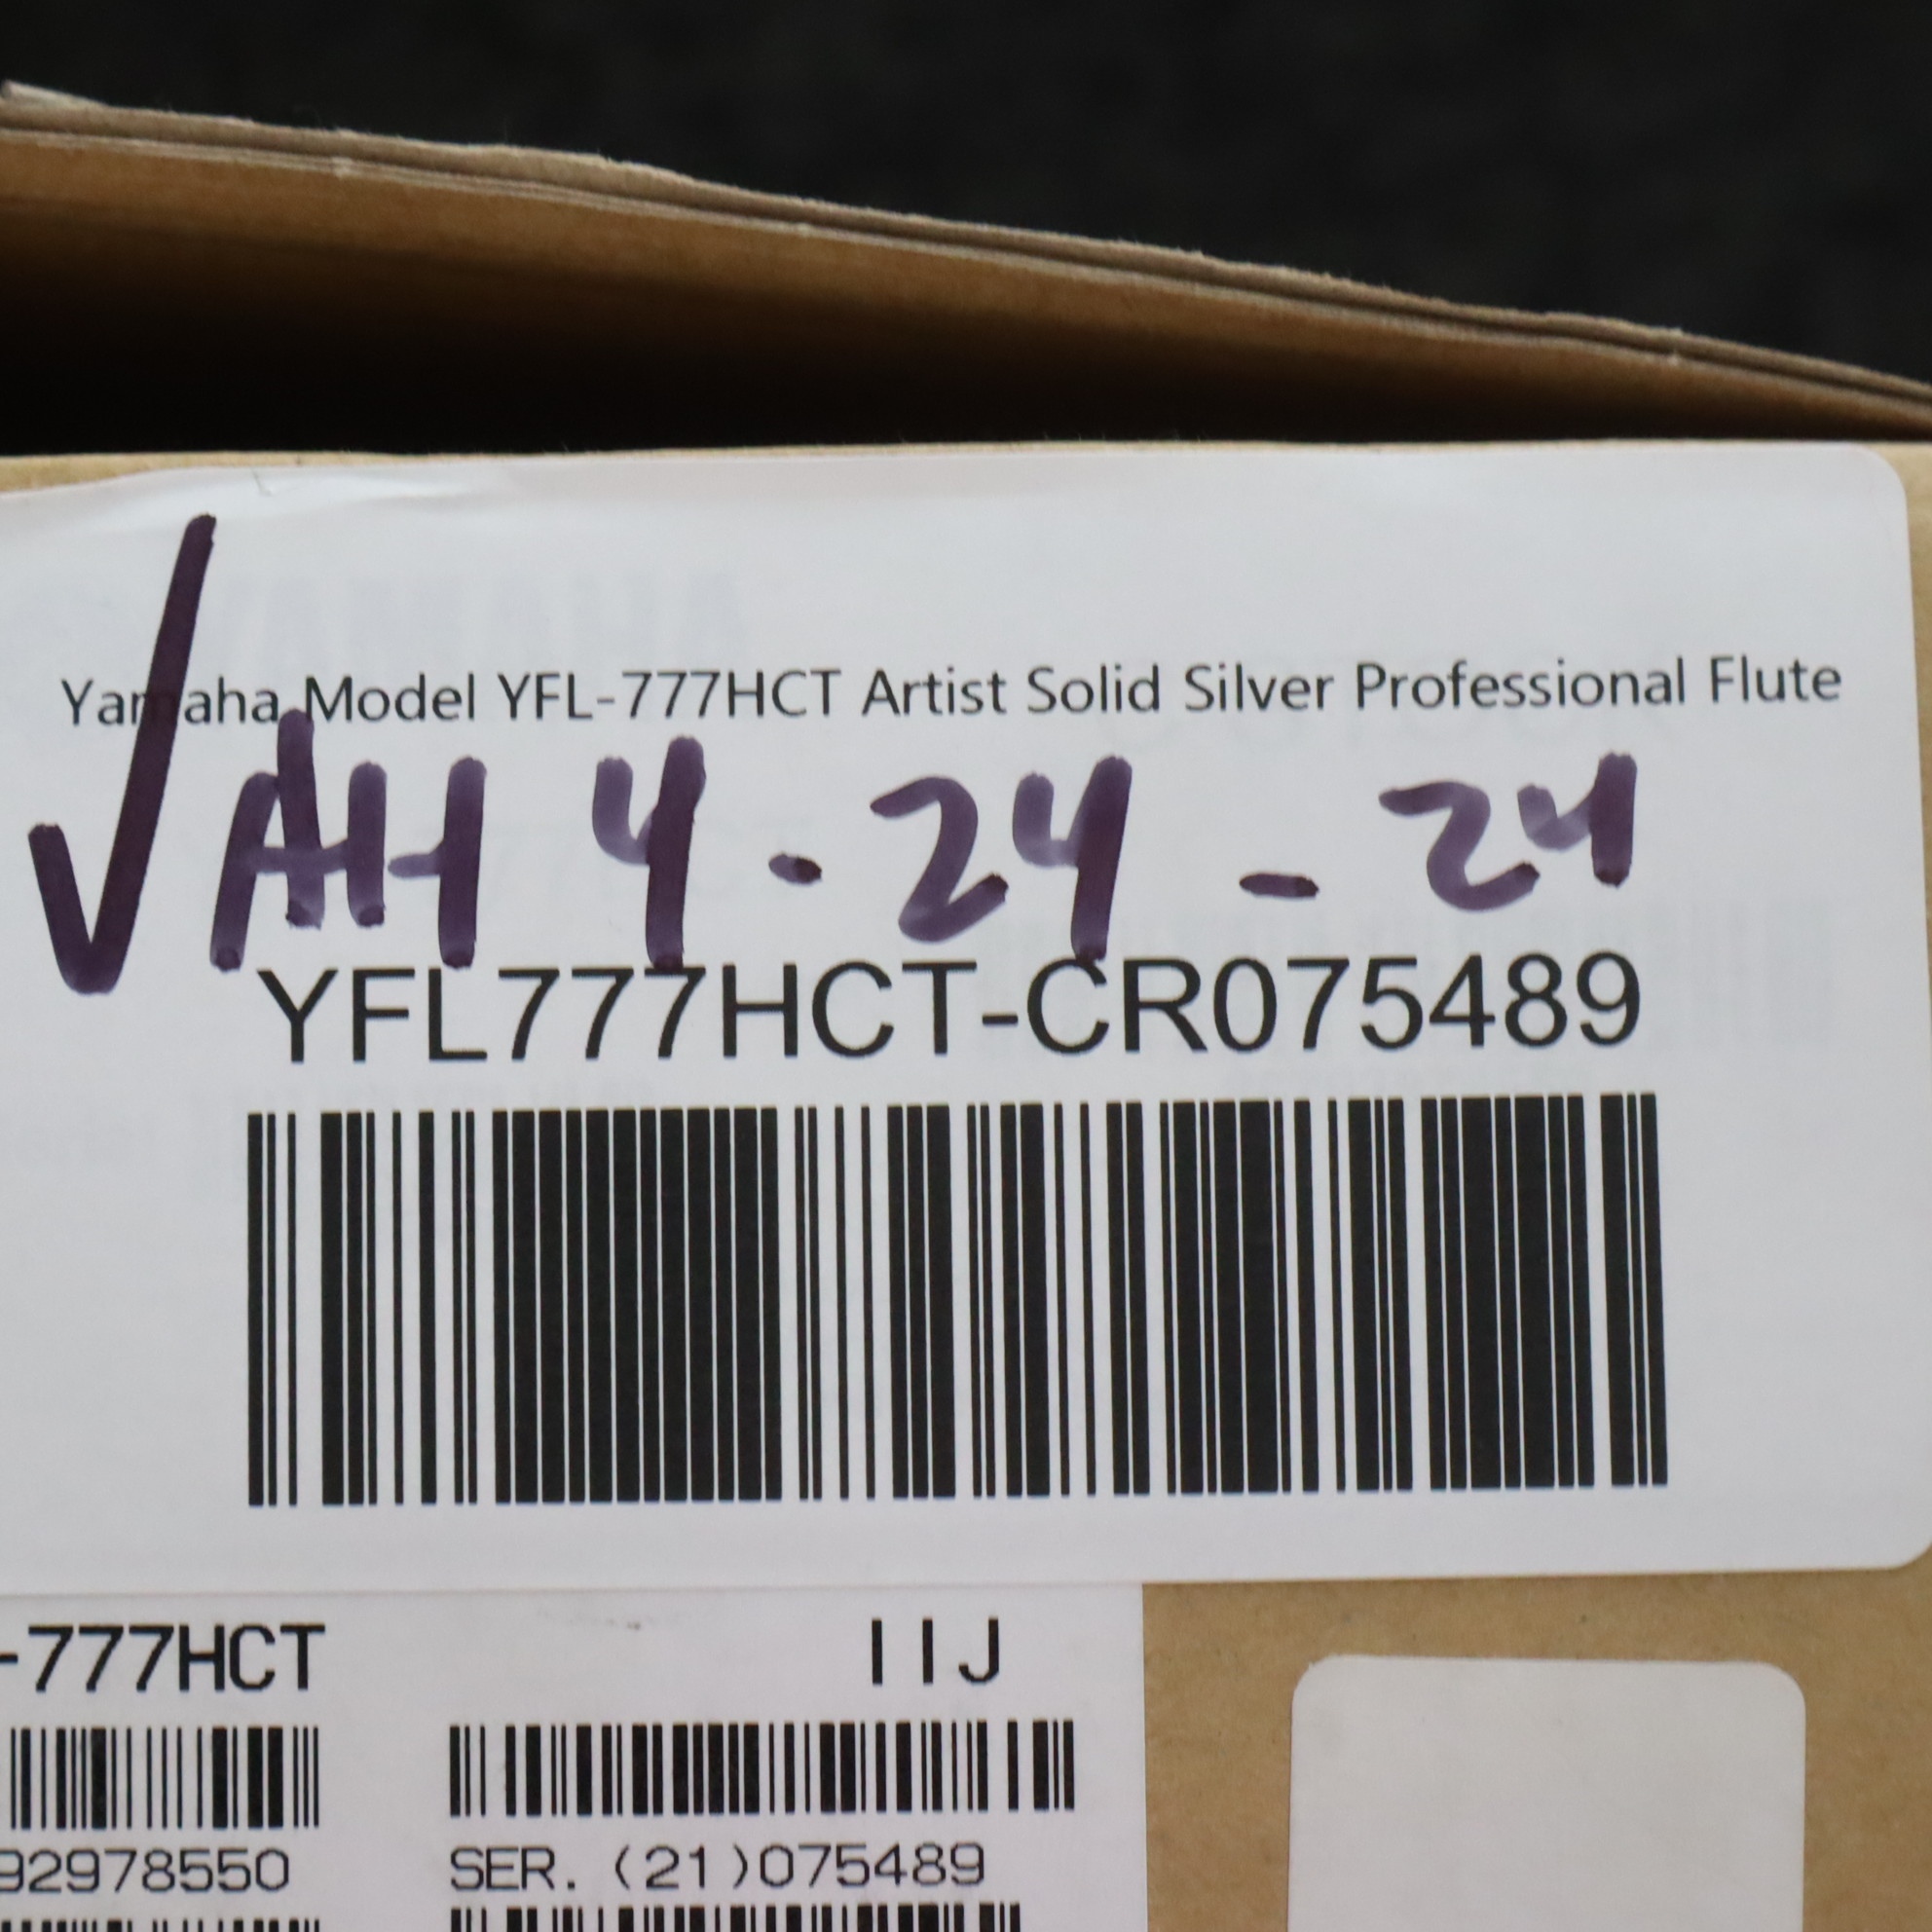 Yamaha Model YFL-777HCT Artist Solid Silver Professional Flute
√AH 4-24-24
YFL777HCT-CR075489
-777HCT IIJ
92978550 SER. (21)075489